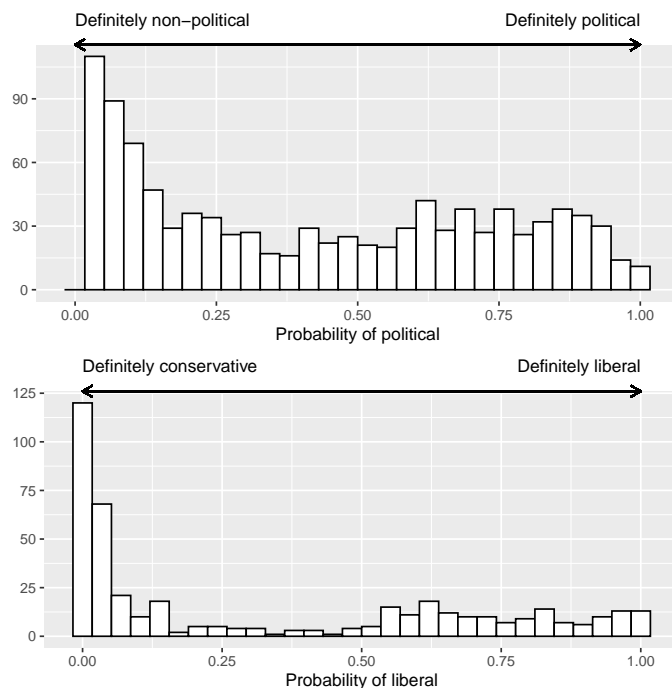 Definitely non−political Definitely political
90
60
30
0
0.00 0.25 0.50 0.75 1.00
Probability of political
Definitely conservative Definitely liberal
125
100
75
50
25
0
0.00 0.25 0.50 0.75 1.00
Probability of liberal